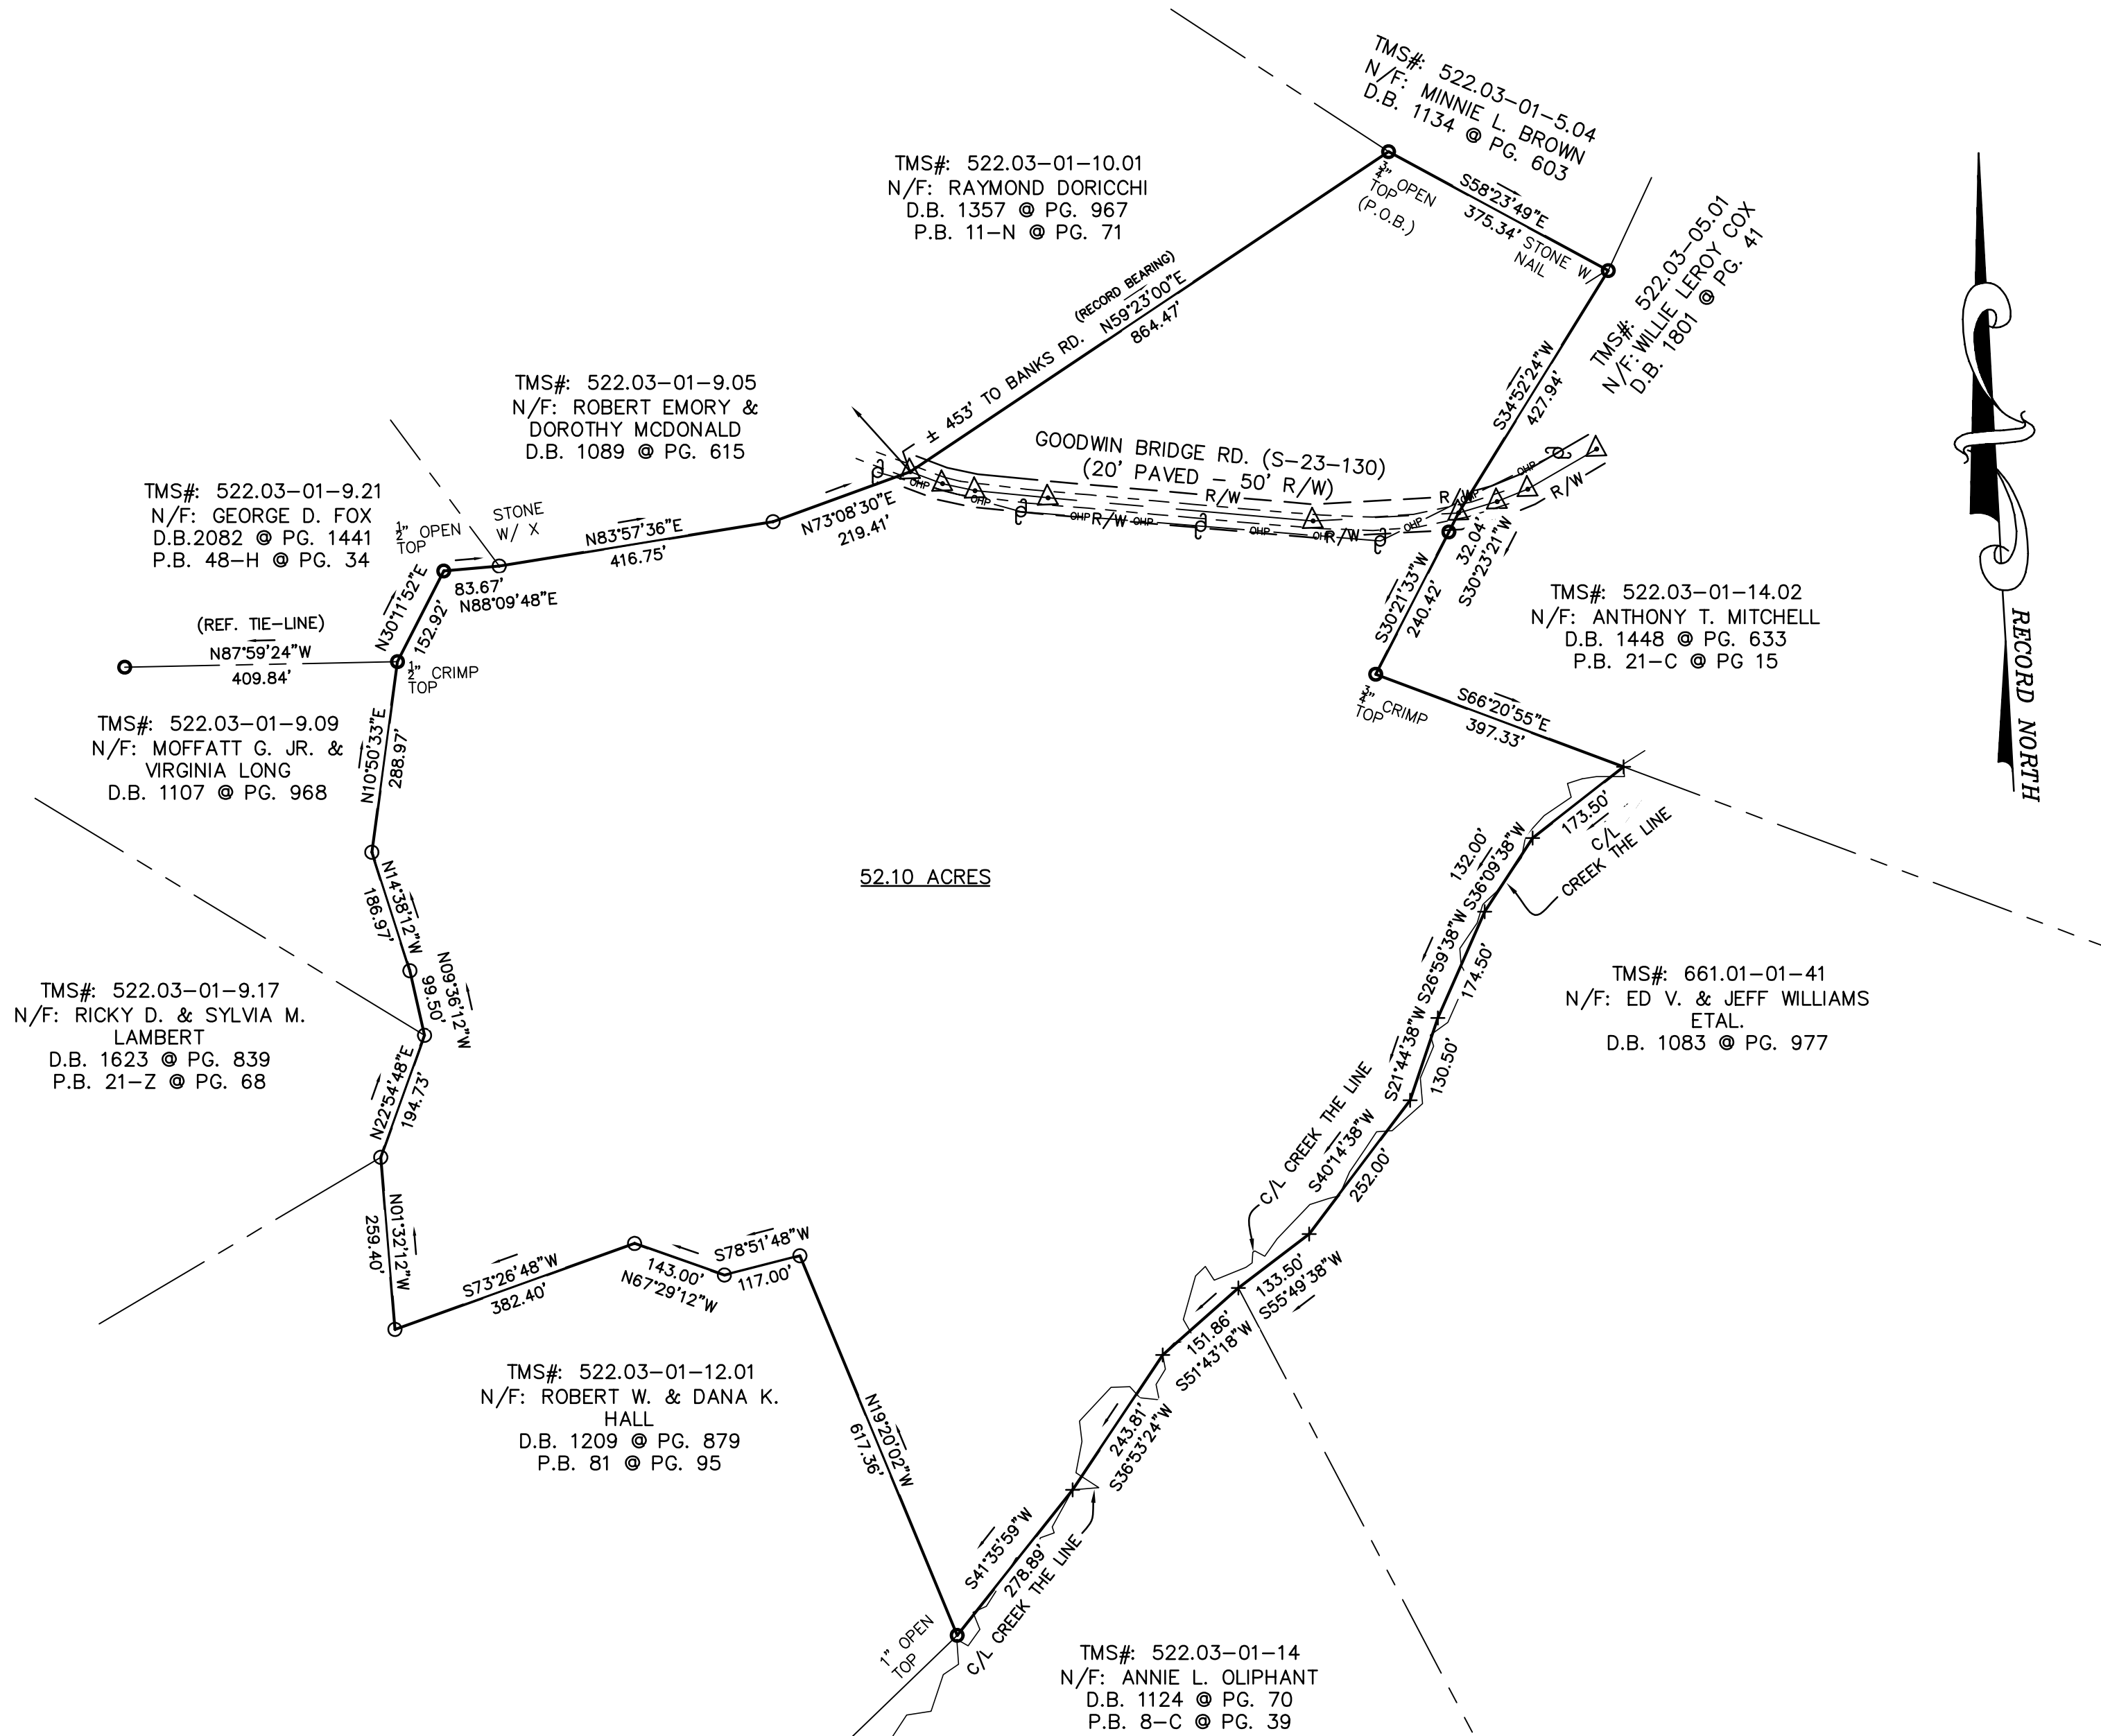 TMS#: 522.03-01-5.04
N/F: MINNIE L. BROWN
D.B. 1134 @ PG. 603
TMS#: 522.03-01-10.01
N/F: RAYMOND DORICCHI
D.B. 1357 @ PG. 967
P.B. 11-N @ PG. 71
3/4" OPEN
TOP
(P.O.B.)
S58°23'49"E
375.34'
STONE W/
NAIL
TMS#: 522.03-05.01
N/F: WILLIE LEROY COX
D.B. 1801 @ PG. 41
(RECORD BEARING)
N59°23'00"E
864.47'
± 453' TO BANKS RD.
S34°52'24"W
427.94'
TMS#: 522.03-01-9.05
N/F: ROBERT EMORY &
DOROTHY MCDONALD
D.B. 1089 @ PG. 615
GOODWIN BRIDGE RD. (S-23-130)
(20' PAVED - 50' R/W)
R/W
R/W
R/W
R/W
R/W
OHP
OHP
OHP
OHP
OHP
OHP
OHP
OHP
OHP
TMS#: 522.03-01-9.21
N/F: GEORGE D. FOX
D.B.2082 @ PG. 1441
P.B. 48-H @ PG. 34
1/2" OPEN
TOP
STONE
W/ X
N83°57'36"E
416.75'
N73°08'30"E
219.41'
83.67'
N88°09'48"E
N30°11'52"E
152.92'
32.04'
S30°23'21"W
S30°21'33"W
240.42'
TMS#: 522.03-01-14.02
N/F: ANTHONY T. MITCHELL
D.B. 1448 @ PG. 633
P.B. 21-C @ PG 15
RECORD NORTH
(REF. TIE-LINE)
N87°59'24"W
409.84'
1/2" CRIMP
TOP
3/4" CRIMP
TOP
S66°20'55"E
397.33'
TMS#: 522.03-01-9.09
N/F: MOFFATT G. JR. &
VIRGINIA LONG
D.B. 1107 @ PG. 968
N10°50'33"E
288.97'
173.50'
C/L
CREEK THE LINE
132.00'
S36°09'38"W
52.10 ACRES
N14°38'12"W
186.97'
S26°59'38"W
174.50'
N09°36'12"W
99.50'
TMS#: 661.01-01-41
N/F: ED V. & JEFF WILLIAMS
ETAL.
D.B. 1083 @ PG. 977
TMS#: 522.03-01-9.17
N/F: RICKY D. & SYLVIA M.
LAMBERT
D.B. 1623 @ PG. 839
P.B. 21-Z @ PG. 68
N22°54'48"E
194.73'
S21°44'38"W
130.50'
C/L CREEK THE LINE
S40°14'38"W
252.00'
N01°32'12"W
259.40'
S73°26'48"W
382.40'
143.00'
N67°29'12"W
S78°51'48"W
117.00'
133.50'
S55°49'38"W
151.86'
S51°43'18"W
TMS#: 522.03-01-12.01
N/F: ROBERT W. & DANA K.
HALL
D.B. 1209 @ PG. 879
P.B. 81 @ PG. 95
N19°20'02"W
617.36'
243.81'
S36°53'24"W
S41°35'59"W
278.89'
C/L CREEK THE LINE
1" OPEN
TOP
TMS#: 522.03-01-14
N/F: ANNIE L. OLIPHANT
D.B. 1124 @ PG. 70
P.B. 8-C @ PG. 39